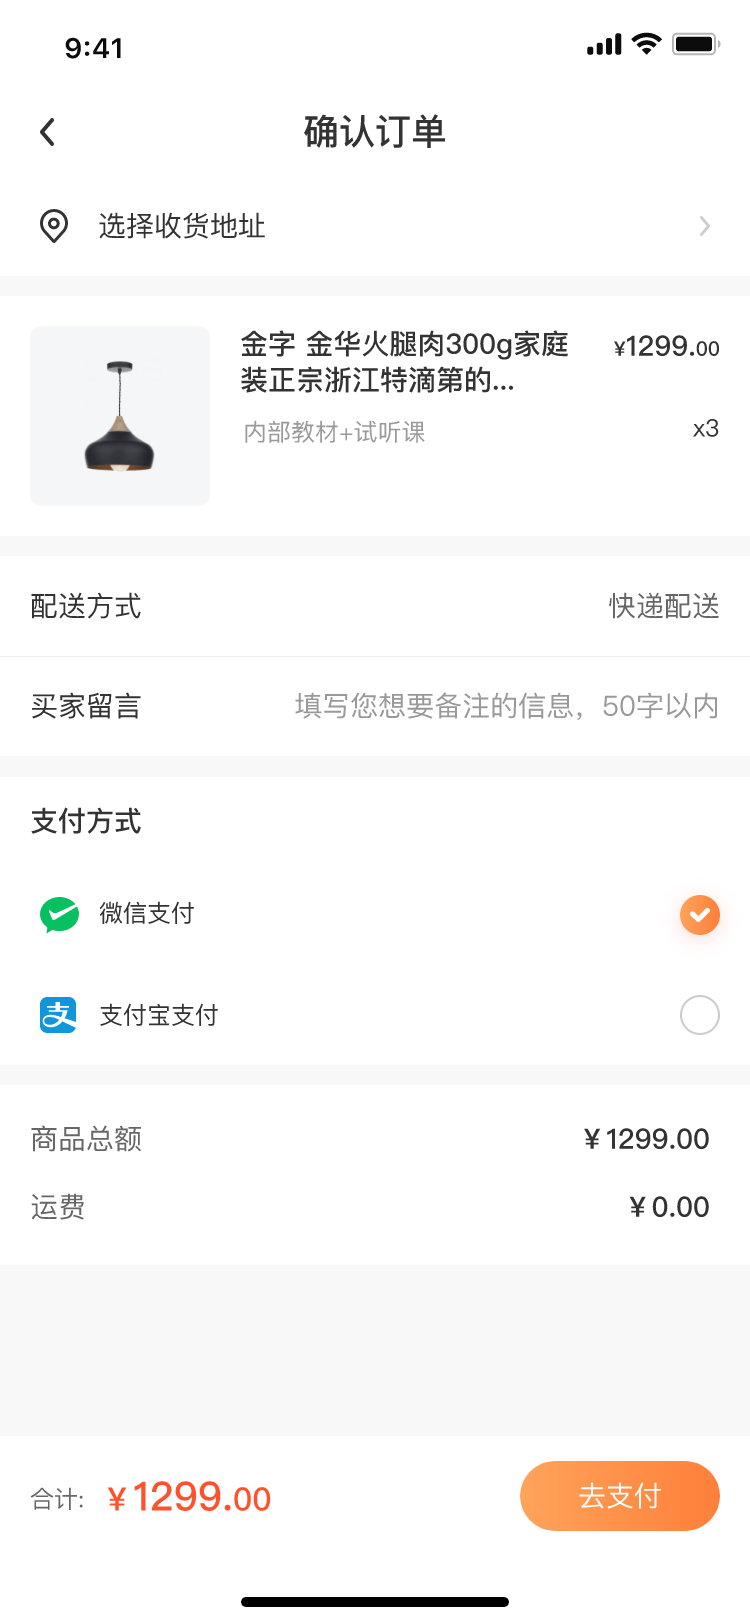 9:41
确认订单
选择收货地址
金字 金华火腿肉300g家庭
装正宗浙江特滴第的...
¥1299.00
内部教材+试听课
x3
配送方式
快递配送
买家留言
填写您想要备注的信息，50字以内
支付方式
微信支付
支
支付宝支付
商品总额
¥1299.00
运费
¥0.00
合计:
¥1299.00
去支付